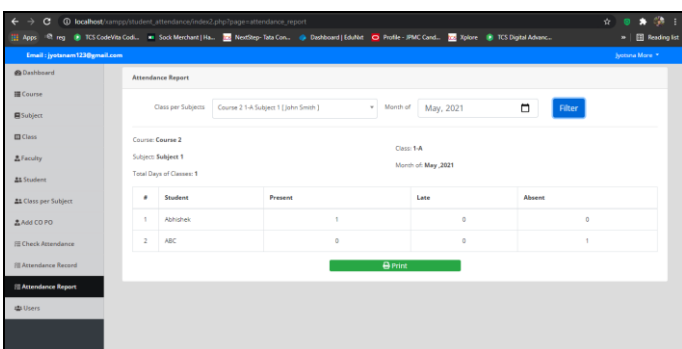 localhost/xampp/student_attendance/index2.php?page=attendance_report
Apps reg TCS CodeVita Codi... Sock Merchant | Ha... NextStep- Tata Con... Dashboard | EduNxt Profile - JPMC Cand... Xplore TCS Digital Advanc... » Reading list
Email : jyotanam123@gmail.com
Dashboard
Course
Subject
Class
Faculty
Student
Class per Subject
Add CO PO
Check Attendance
Attendance Record
Attendance Report
Users
Attendance Report
Class per Subjects Course 2 1-A Subject 1 [ John Smith ] Month of May, 2021 Filter
Course: Course 2
Class: 1-A
Subject: Subject 1
Month of: May ,2021
Total Days of Classes: 1
# Student Present Late Absent
1 Abhishek 1 0 0
2 ABC 0 0 1
Print